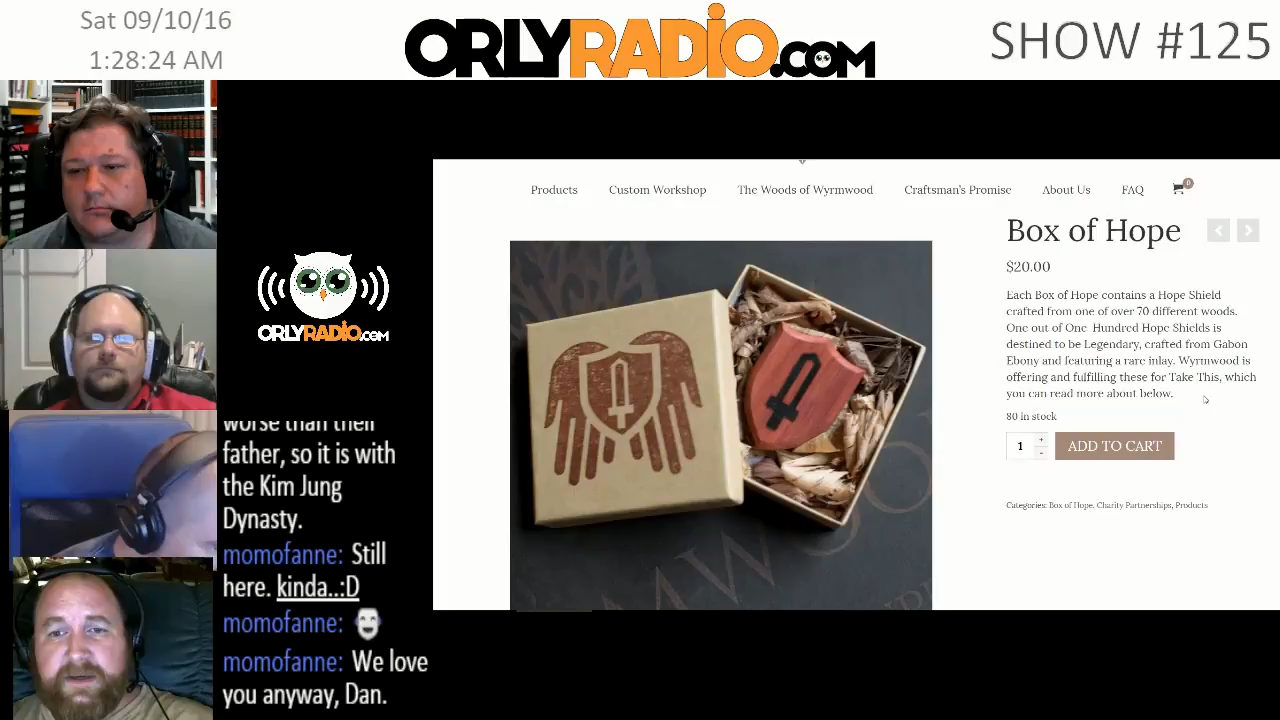 Sat 09/10/16
1:28:24 AM
ORLYRADIO.COM
SHOW #125
Products Custom Workshop The Woods of Wyrmwood Craftsman's Promise About Us FAQ 0
Box of Hope
$20.00
Each Box of Hope contains a Hope Shield
crafted from one of over 70 different woods.
One out of One Hundred Hope Shields is
destined to be Legendary, crafted from Gabon
Ebony and featuring a rare inlay. Wyrmwood is
offering and fulfilling these for Take This, which
you can read more about below.
80 in stock
1 + - ADD TO CART
Categories: Box of Hope, Charity Partnerships, Products
ORLYRADIO.COM
worse than their
father, so it is with
the Kim Jung
Dynasty.
momofanne: Still
here. kinda..:D
momofanne:
momofanne: We love
you anyway, Dan.